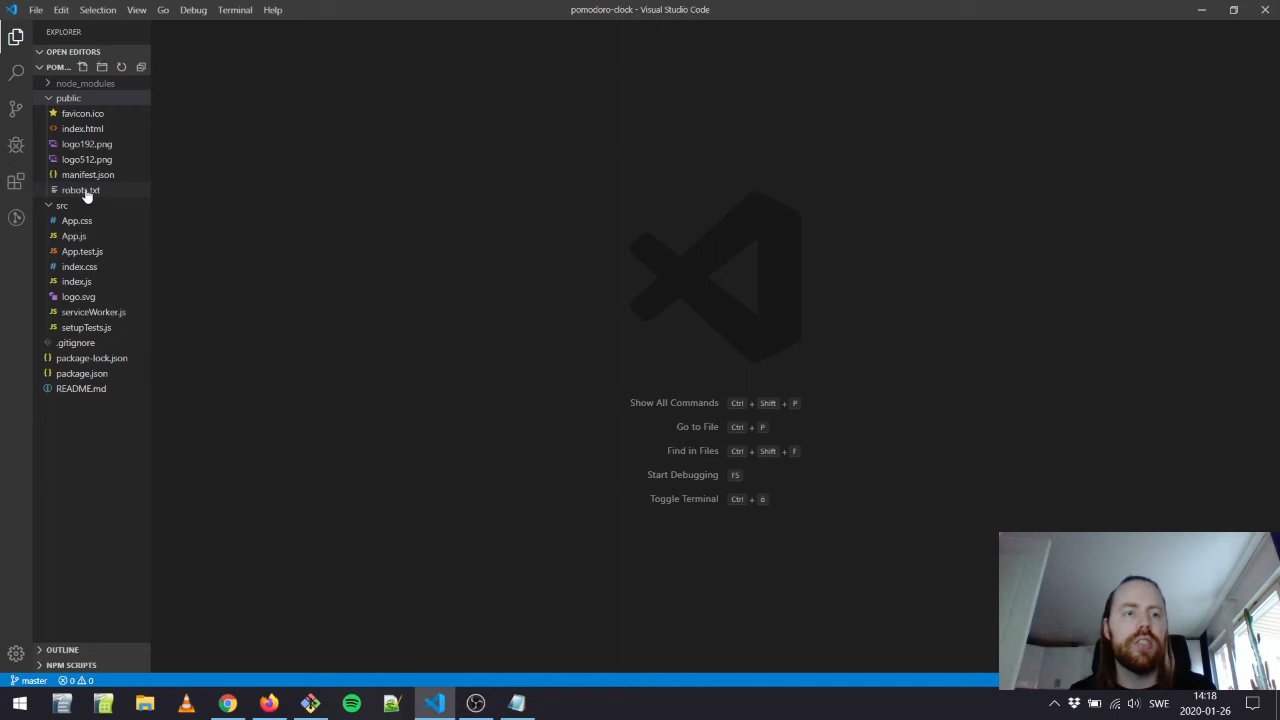 File Edit Selection View Go Debug Terminal Help
pomodoro-clock - Visual Studio Code
EXPLORER
OPEN EDITORS
POM...
node_modules
public
favicon.ico
index.html
logo192.png
logo512.png
manifest.json
robots.txt
src
App.css
App.js
App.test.js
index.css
index.js
logo.svg
serviceWorker.js
setupTests.js
.gitignore
package-lock.json
package.json
README.md
Show All Commands Ctrl + Shift + P
Go to File Ctrl + P
Find in Files Ctrl + Shift + F
Start Debugging F5
Toggle Terminal Ctrl + ö
OUTLINE
NPM SCRIPTS
master 0 0
SWE
14:18
2020-01-26